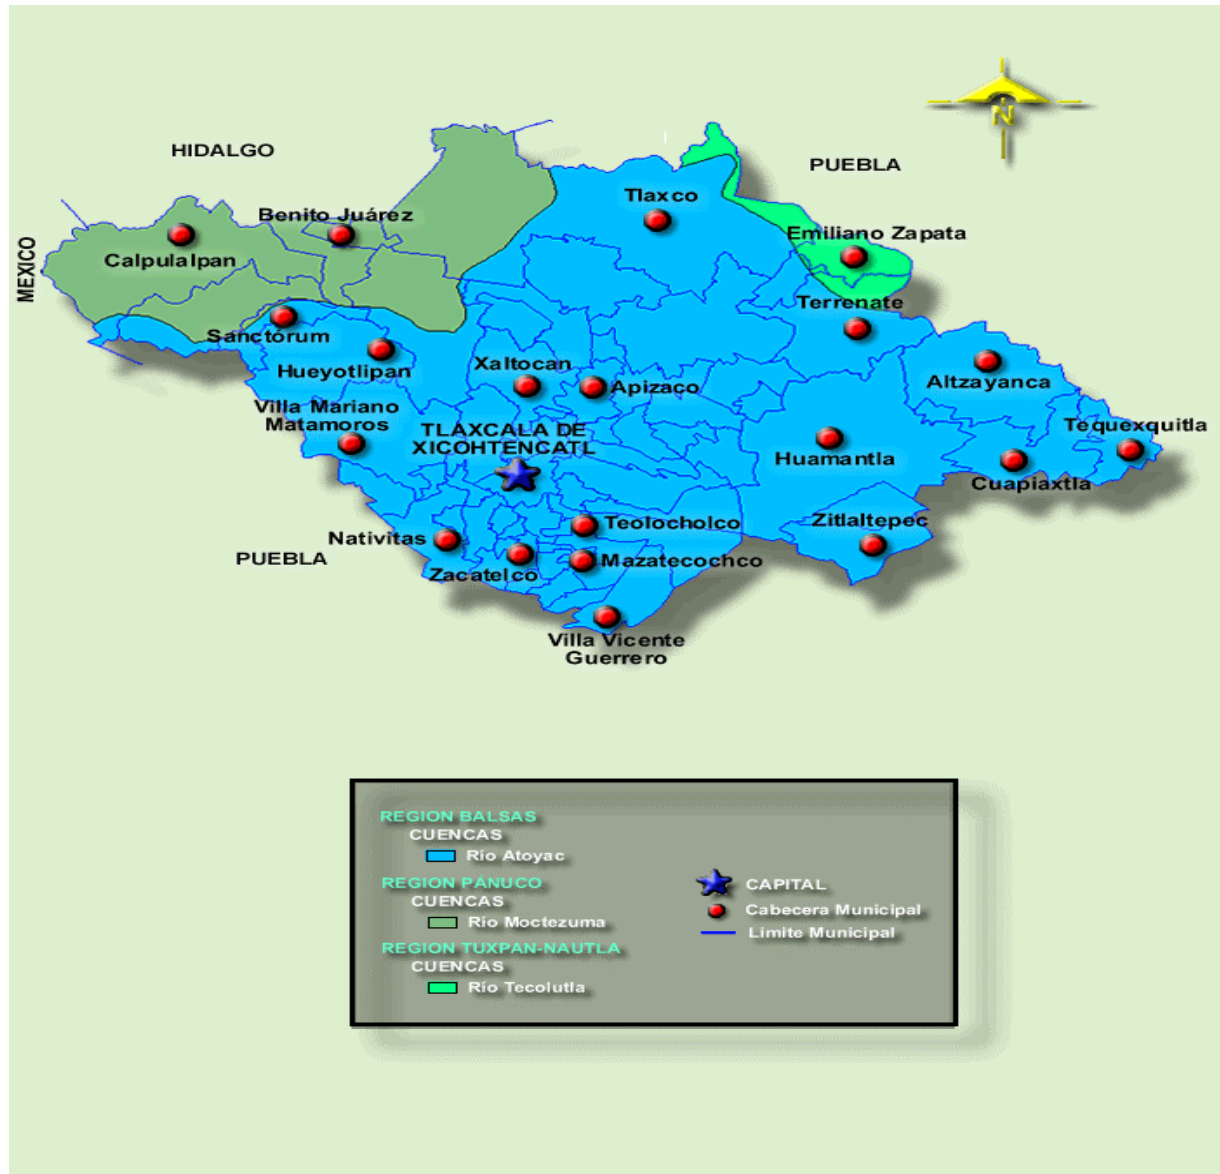 N
HIDALGO
PUEBLA
Tlaxco
Benito Juárez
Emiliano Zapata
MEXICO
Calpulalpan
Terrenate
Sanctórum
Hueyotlipan
Xaltocan
Apizaco
Altzayanca
Villa Mariano
Matamoros
TLAXCALA DE
XICOHTENCATL
Tequexquitla
Huamantla
Cuapiaxtla
Teolocholco
Zitlaltepec
Nativitas
PUEBLA
Zacatelco
Mazatecochco
Villa Vicente
Guerrero
REGION BALSAS
CUENCAS
Río Atoyac
REGION PÁNUCO
CUENCAS
Río Moctezuma
REGION TUXPAN-NAUTLA
CUENCAS
Río Tecolutla
CAPITAL
Cabecera Municipal
Limite Municipal